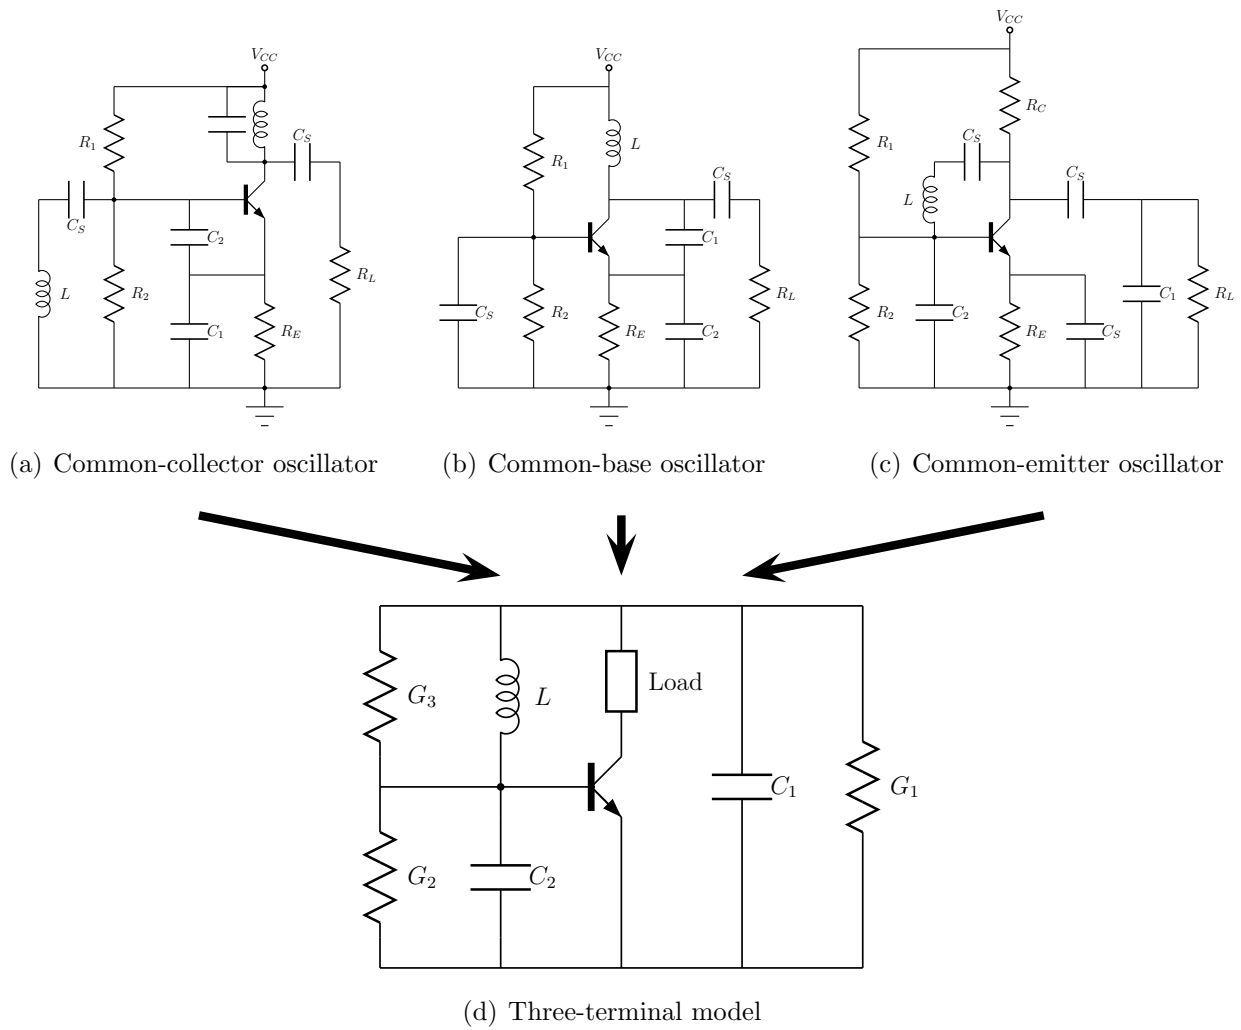 V_CC
R_1
C_S
C_S
C_2
L
R_2
C_1
R_E
R_L
V_CC
L
R_1
C_S
C_1
C_S
R_2
R_E
C_2
R_L
V_CC
R_C
R_1
C_S
C_S
L
R_2
C_2
R_E
C_S
C_1
R_L
(a) Common-collector oscillator
(b) Common-base oscillator
(c) Common-emitter oscillator
G_3
L
Load
C_1
G_1
G_2
C_2
(d) Three-terminal model